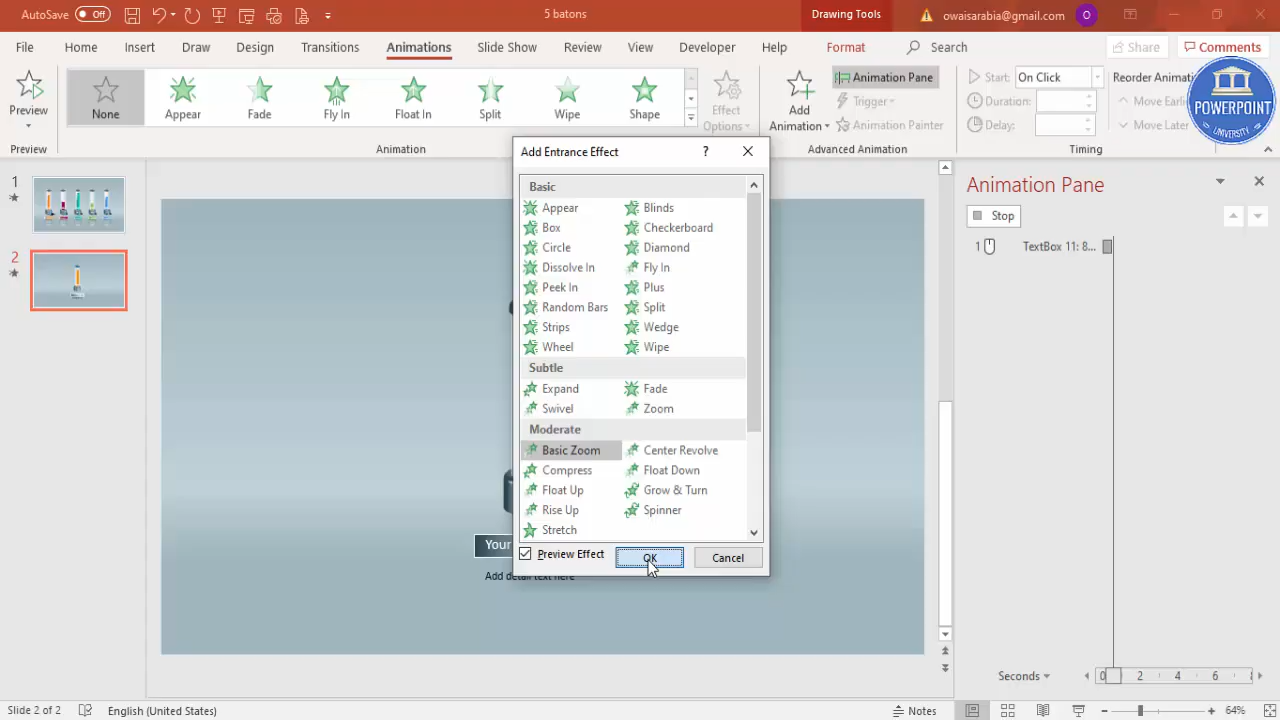 AutoSave Off 5 batons Drawing Tools owaisarabia@gmail.com O
File Home Insert Draw Design Transitions Animations Slide Show Review View Developer Help Format Search Share Comments
Preview None Appear Fade Fly In Float In Split Wipe Shape Effect Options Add Animation Animation Pane Trigger Animation Painter Start: On Click Duration: Delay: Reorder Animati Move Earli Move Later
Preview Animation Advanced Animation Timing
POWERPOINT
UNIVERSITY
1
2
Add Entrance Effect ?
Basic
Appear Blinds
Box Checkerboard
Circle Diamond
Dissolve In Fly In
Peek In Plus
Random Bars Split
Strips Wedge
Wheel Wipe
Subtle
Expand Fade
Swivel Zoom
Moderate
Basic Zoom Center Revolve
Compress Float Down
Float Up Grow & Turn
Rise Up Spinner
Stretch
Preview Effect OK Cancel
Your
Add detail text here
Animation Pane
Stop
1 TextBox 11: 8...
Seconds 0 2 4 6
Slide 2 of 2 English (United States) Notes 64%